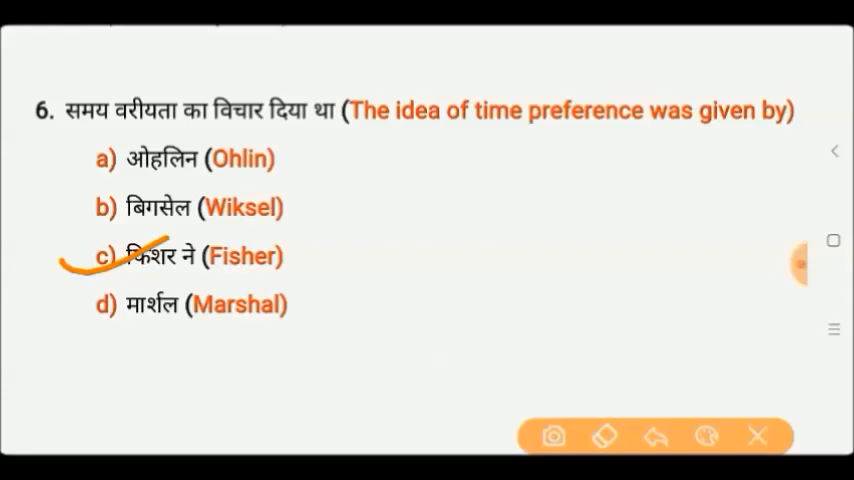 6. समय वरीयता का विचार दिया था (The idea of time preference was given by)
a) ओहलिन (Ohlin)
b) बिगसेल (Wiksel)
c) फिशर ने (Fisher)
d) मार्शल (Marshal)